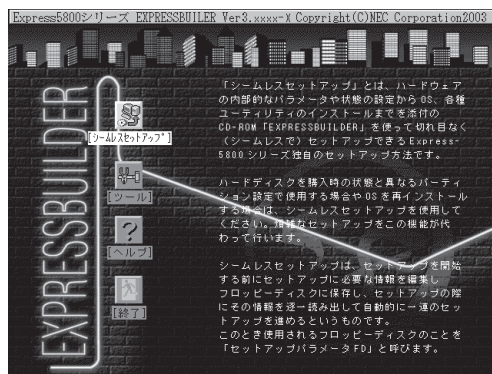 Express5800シリーズ EXPRESSBUILER Ver3.xxxx-X Copyright(C)NEC Corporation2003
EXPRESSBUILDER
[シームレスセットアップ]
[ツール]
[ヘルプ]
[終了]
「シームレスセットアップ」とは、ハードウェア
の内部的なパラメータや状態の設定から OS、各種
ユーティリティのインストールまでを添付の
CD-ROM「EXPRESSBUILDER」を使って切れ目なく
（シームレスで）セットアップできる Express-
5800 シリーズ独自のセットアップ方法です。
ハードディスクを購入時の状態と異なるパーティ
ション設定で使用する場合や OS を再インストール
する場合は、シームレスセットアップを使用して
ください。煩雑なセットアップをこの機能が代
わって行います。
シームレスセットアップは、セットアップを開始
する前にセットアップに必要な情報を編集し
フロッピーディスクに保存し、セットアップの際
にその情報を逐一読み出して自動的に一連のセッ
トアップを進めるというものです。
このとき使用されるフロッピーディスクのことを
「セットアップパラメータFD」と呼びます。